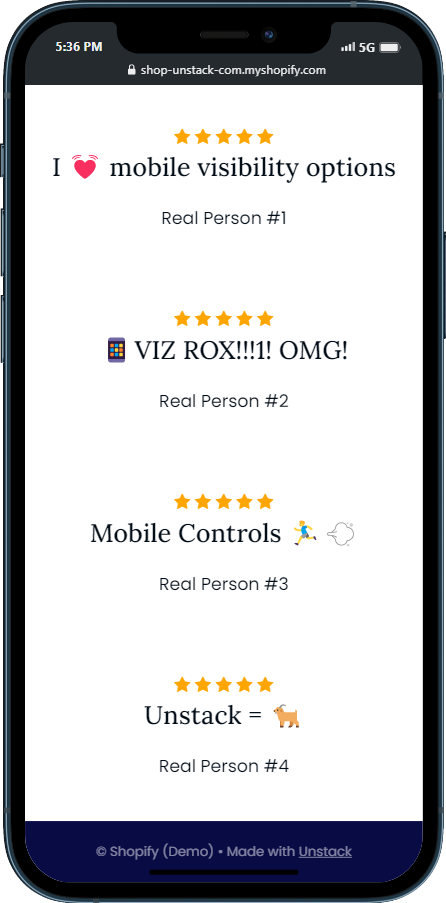 5:36 PM 5G
shop-unstack-com.myshopify.com
I 💓 mobile visibility options
Real Person #1
📱 VIZ ROX!!!1! OMG!
Real Person #2
Mobile Controls 🏃‍♂️ 💨
Real Person #3
Unstack = 🐐
Real Person #4
© Shopify (Demo) • Made with Unstack